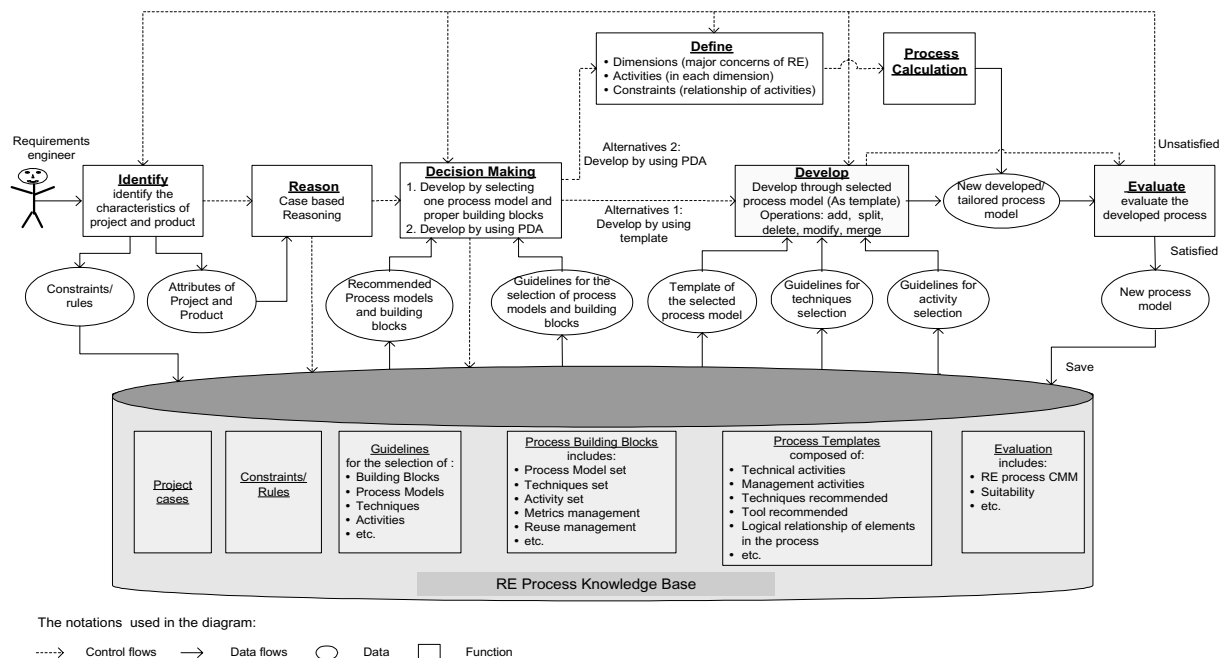 Define
• Dimensions (major concerns of RE)
• Activities (in each dimension)
• Constraints (relationship of activities)
Process
Calculation
Requirements
engineer
Alternatives 2:
Develop by using PDA
Unsatisfied
Identify
identify the
characteristics of
project and product
Reason
Case based
Reasoning
Decision Making
1. Develop by selecting
one process model and
proper building blocks
2. Develop by using PDA
Alternatives 1:
Develop by using
template
Develop
Develop through selected
process model (As template)
Operations: add, split,
delete, modify, merge
New developed/
tailored process
model
Evaluate
evaluate the
developed process
Satisfied
Constraints/
rules
Attributes of
Project and
Product
Recommended
Process models
and building
blocks
Guidelines for the
selection of process
models and building
blocks
Template of
the selected
process model
Guidelines for
techniques
selection
Guidelines for
activity
selection
New process
model
Save
Project
cases
Constraints/
Rules
Guidelines
for the selection of :
• Building Blocks
• Process Models
• Techniques
• Activities
• etc.
Process Building Blocks
includes:
• Process Model set
• Techniques set
• Activity set
• Metrics management
• Reuse management
• etc.
Process Templates
composed of:
• Technical activities
• Management activities
• Techniques recommended
• Tool recommended
• Logical relationship of elements
in the process
• etc.
Evaluation
includes:
• RE process CMM
• Suitability
• etc.
RE Process Knowledge Base
The notations used in the diagram:
Control flows
Data flows
Data
Function